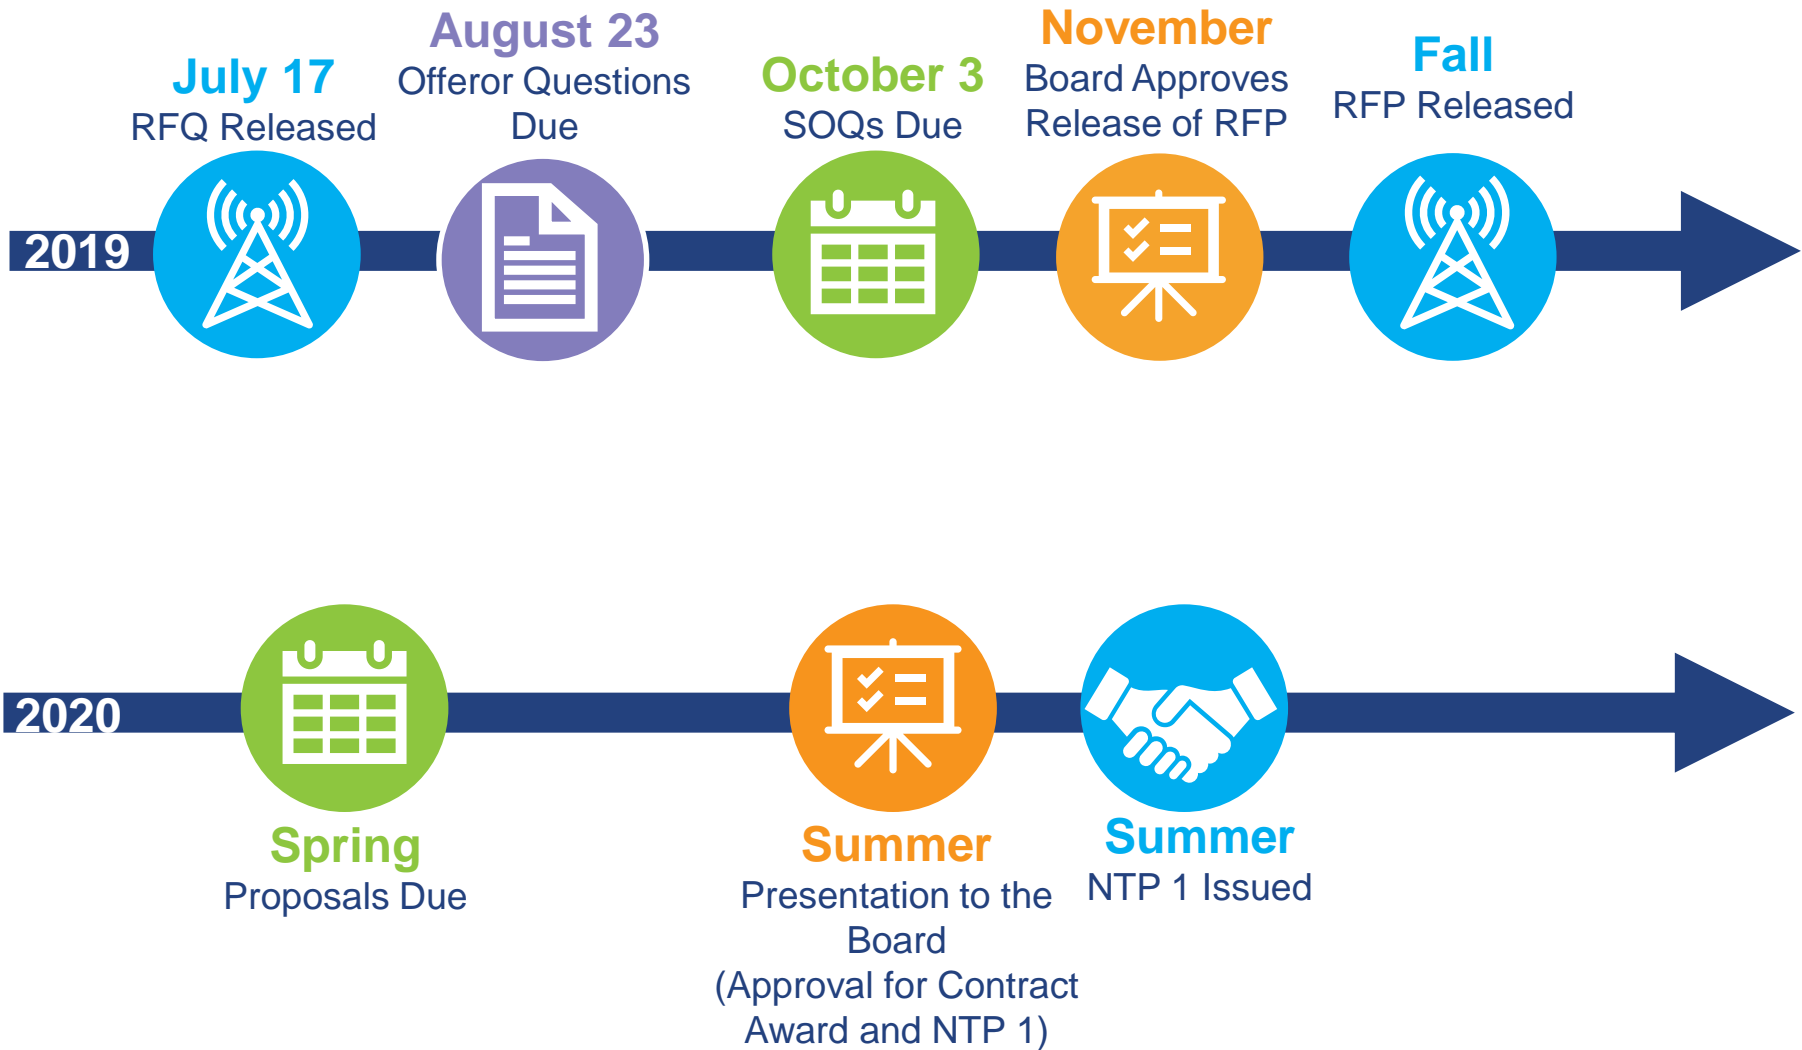 2019
July 17
RFQ Released
August 23
Offeror Questions
Due
October 3
SOQs Due
November
Board Approves
Release of RFP
Fall
RFP Released
2020
Spring
Proposals Due
Summer
Presentation to the
Board
(Approval for Contract
Award and NTP 1)
Summer
NTP 1 Issued